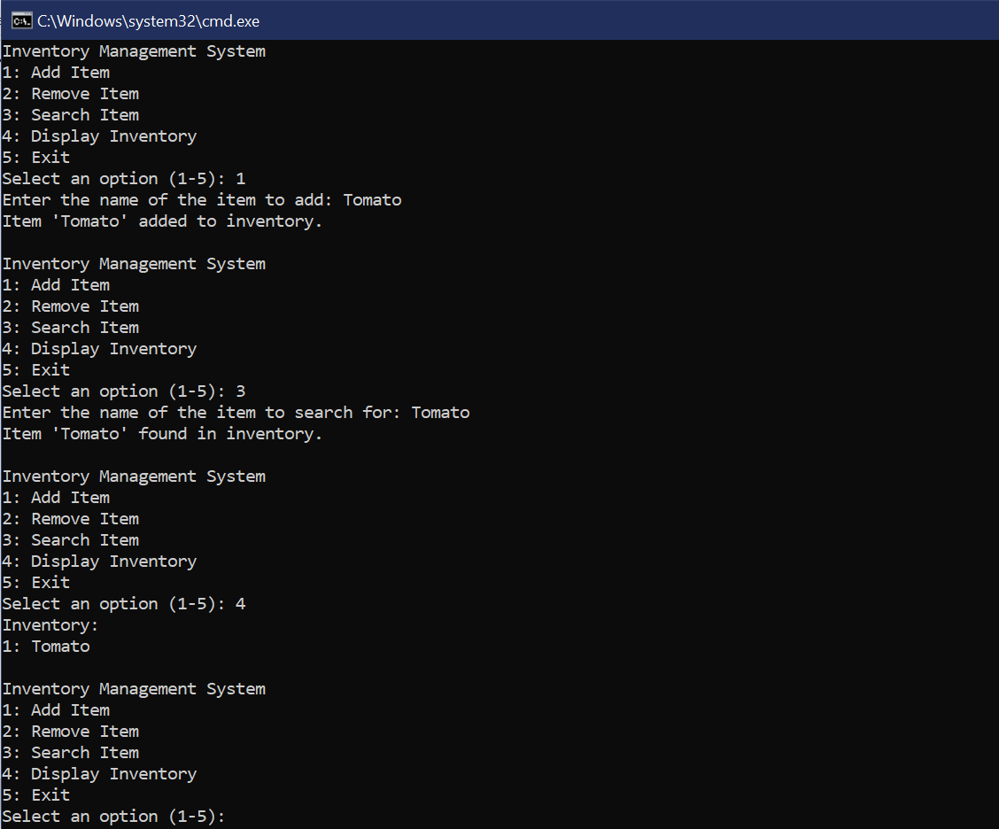 C:\Windows\system32\cmd.exe
Inventory Management System
1: Add Item
2: Remove Item
3: Search Item
4: Display Inventory
5: Exit
Select an option (1-5): 1
Enter the name of the item to add: Tomato
Item 'Tomato' added to inventory.

Inventory Management System
1: Add Item
2: Remove Item
3: Search Item
4: Display Inventory
5: Exit
Select an option (1-5): 3
Enter the name of the item to search for: Tomato
Item 'Tomato' found in inventory.

Inventory Management System
1: Add Item
2: Remove Item
3: Search Item
4: Display Inventory
5: Exit
Select an option (1-5): 4
Inventory:
1: Tomato

Inventory Management System
1: Add Item
2: Remove Item
3: Search Item
4: Display Inventory
5: Exit
Select an option (1-5):